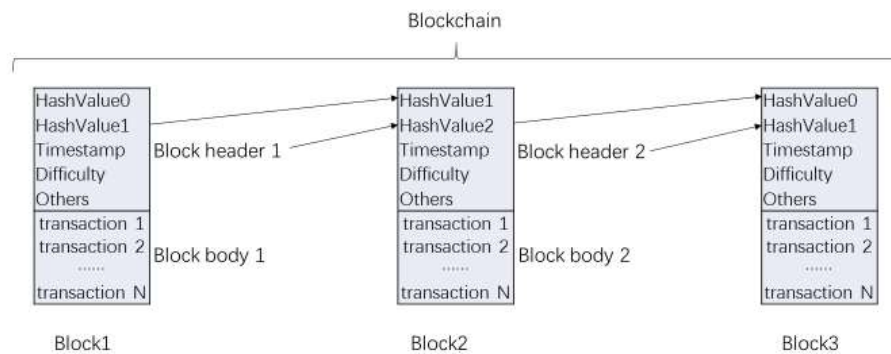 Blockchain
HashValue0
HashValue1
Timestamp
Difficulty
Others
transaction 1
transaction 2
......
transaction N
Block header 1
Block body 1
Block1
HashValue1
HashValue2
Timestamp
Difficulty
Others
transaction 1
transaction 2
......
transaction N
Block header 2
Block body 2
Block2
HashValue0
HashValue1
Timestamp
Difficulty
Others
transaction 1
transaction 2
......
transaction N
Block3